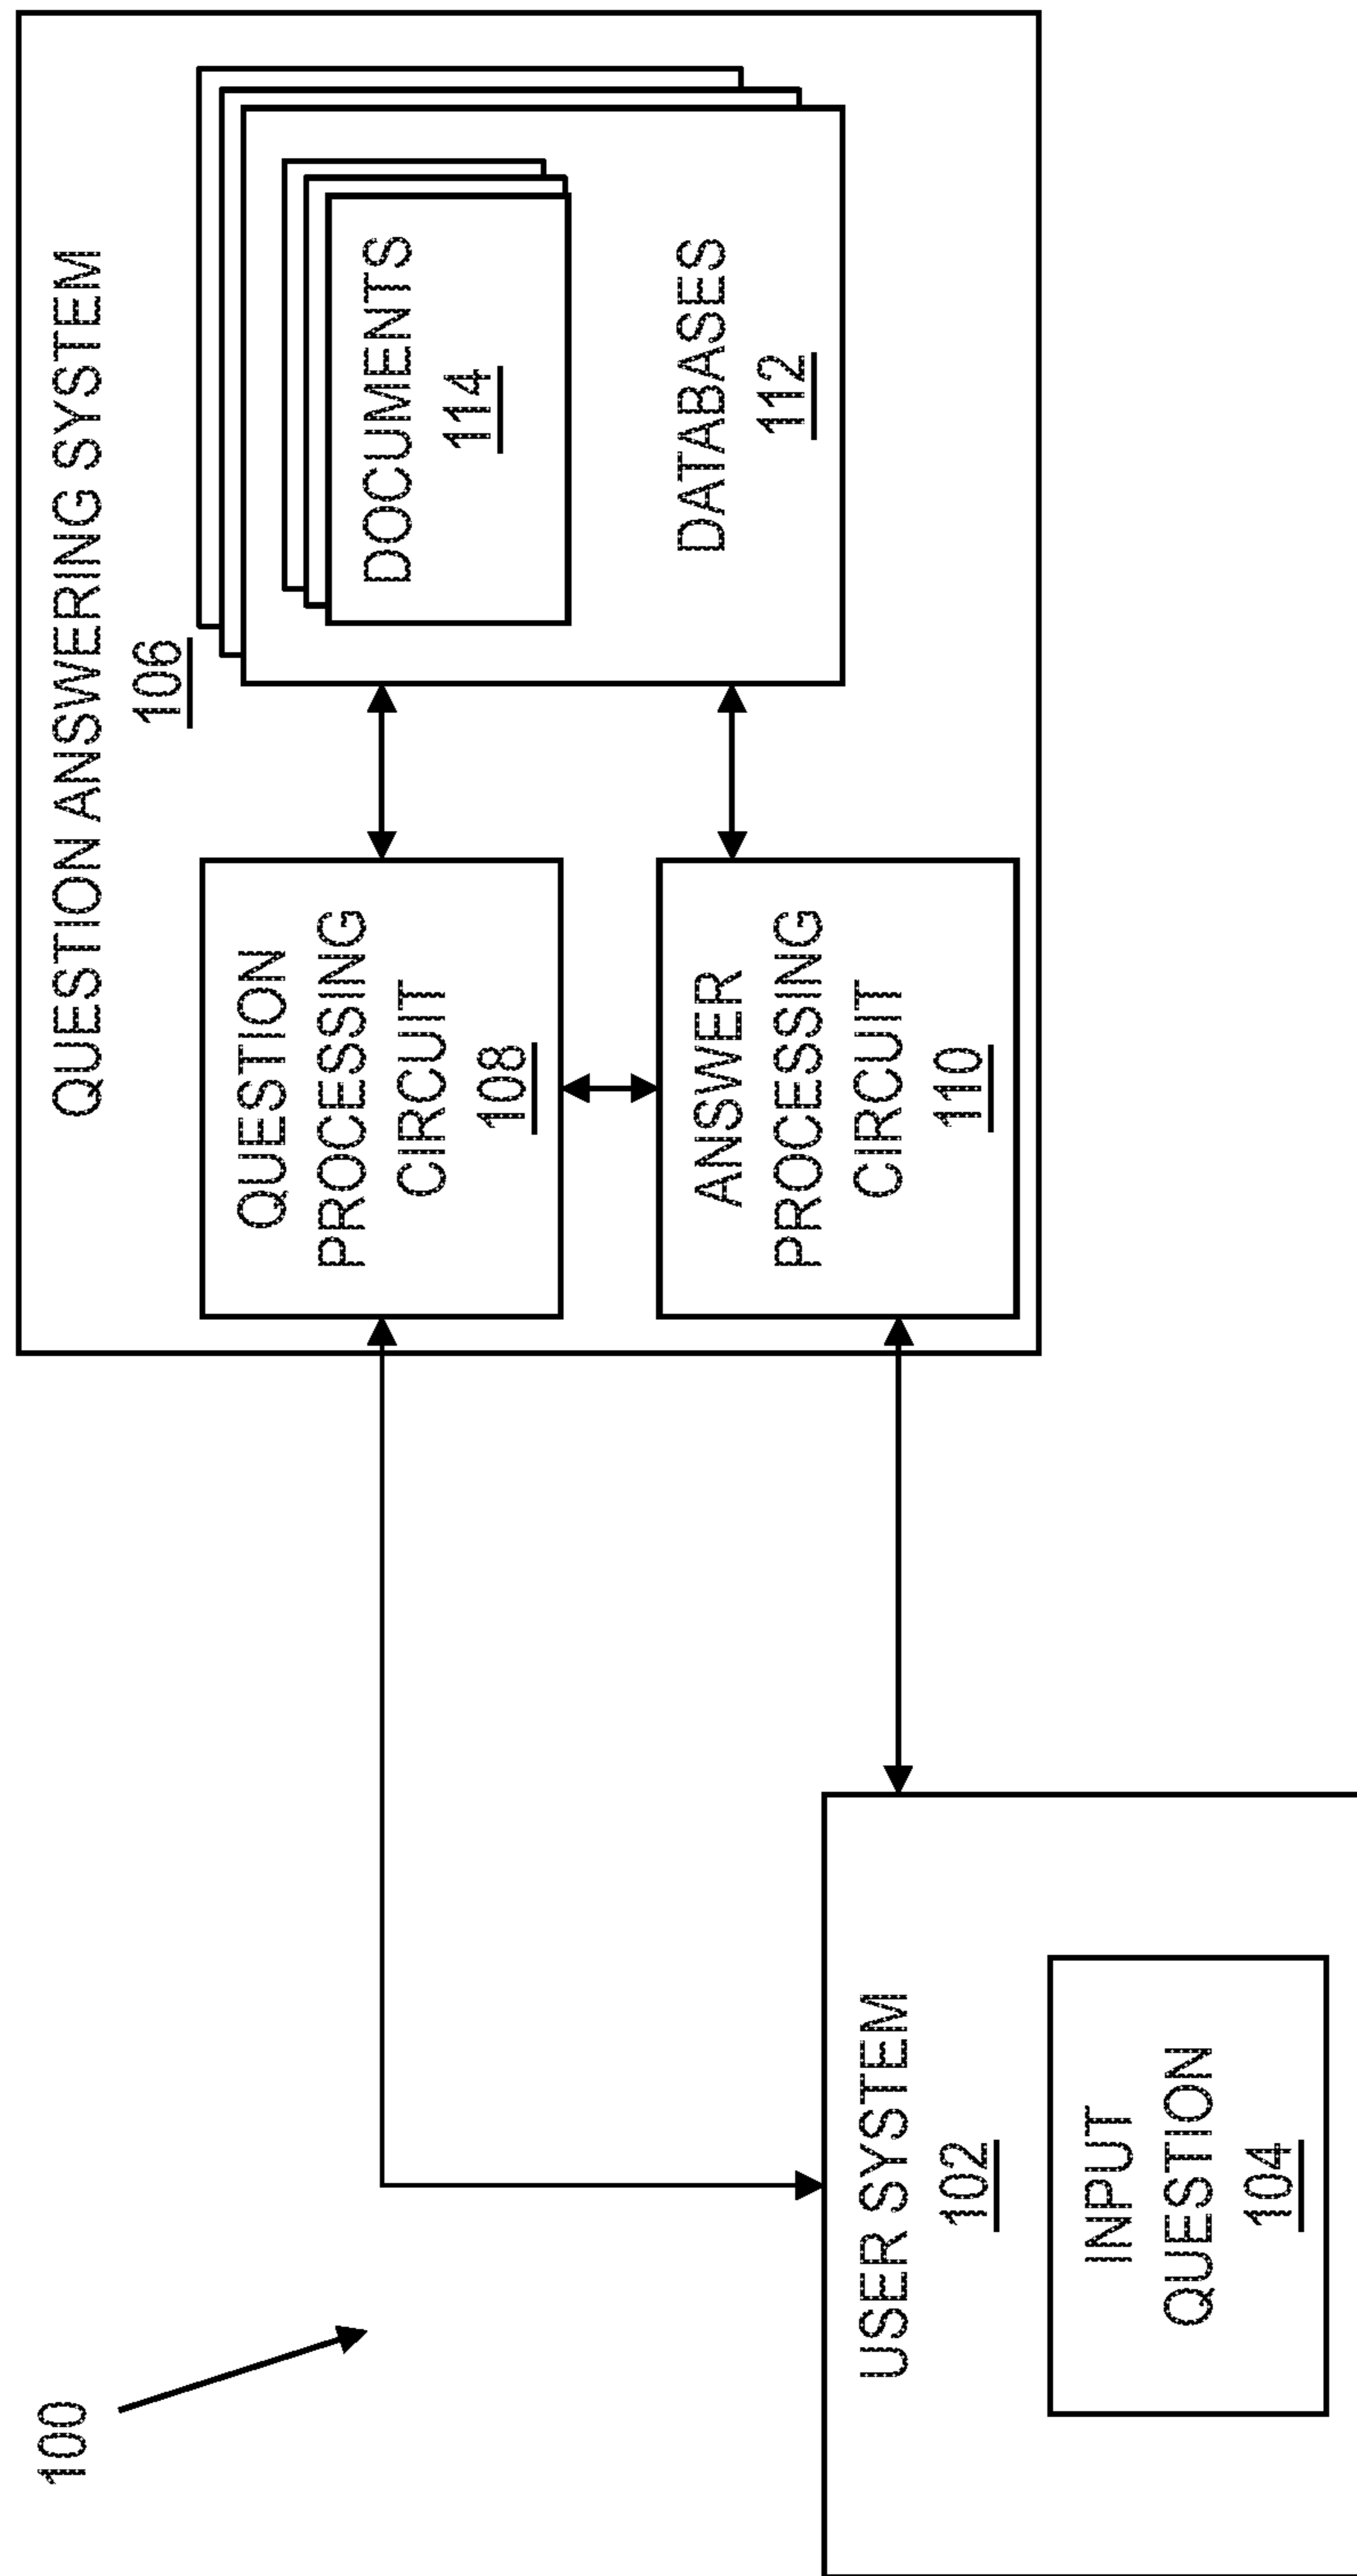 100
QUESTION ANSWERING SYSTEM
106
QUESTION
PROCESSING
CIRCUIT
108
ANSWER
PROCESSING
CIRCUIT
110
DOCUMENTS
114
DATABASES
112
USER SYSTEM
102
INPUT
QUESTION
104